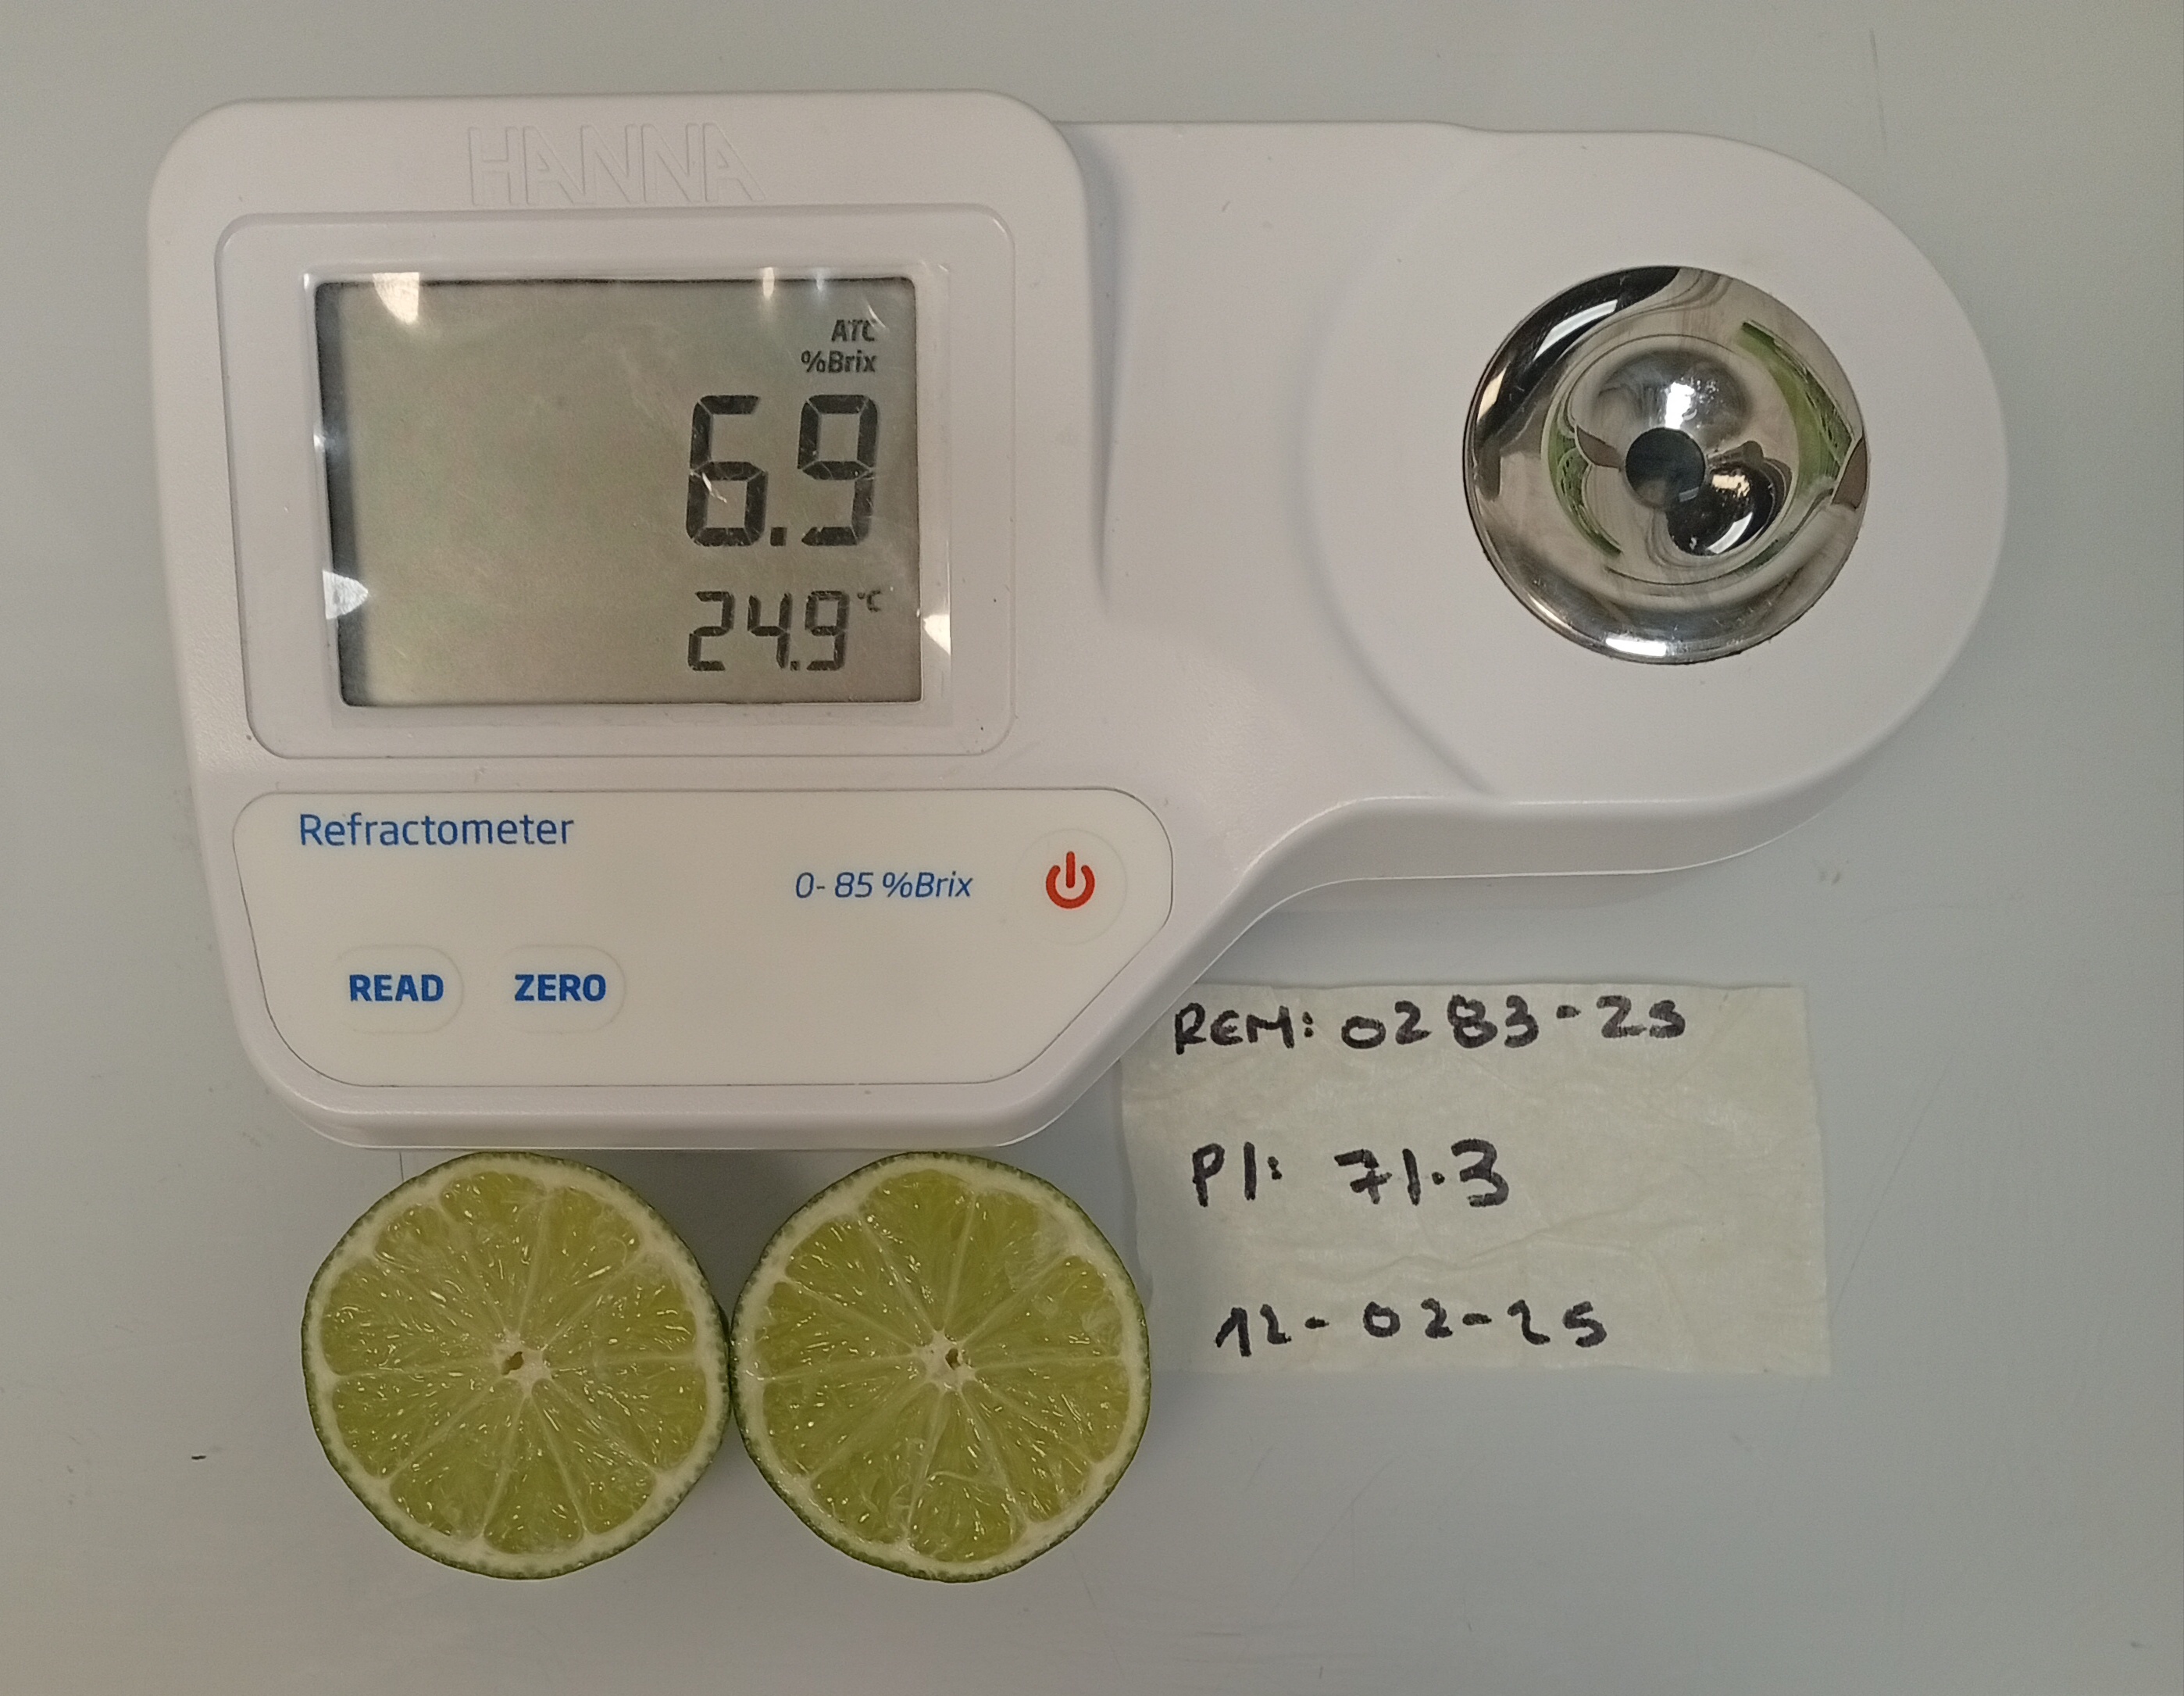 HANNA
ATC
%Brix
6.9
24.9°C
Refractometer
0-85 %Brix
READ ZERO
REM: 0283-25
PI: 71.3
12-02-25